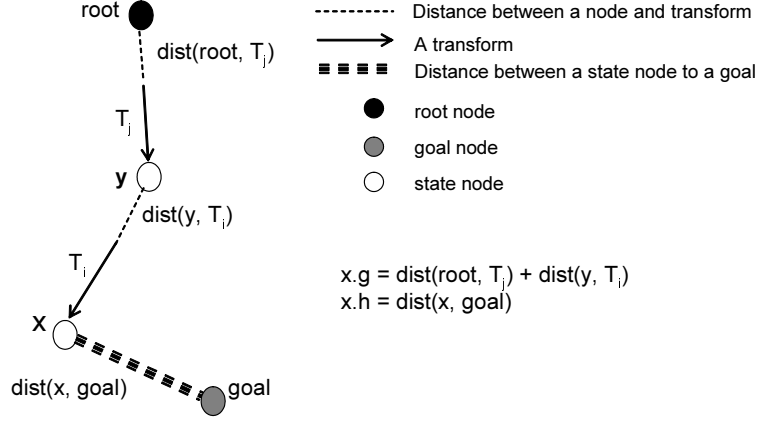 root
dist(root, Tj)
Tj
y
dist(y, Ti)
Ti
x
dist(x, goal)
goal
Distance between a node and transform
A transform
Distance between a state node to a goal
root node
goal node
state node
x.g = dist(root, Tj) + dist(y, Ti)
x.h = dist(x, goal)